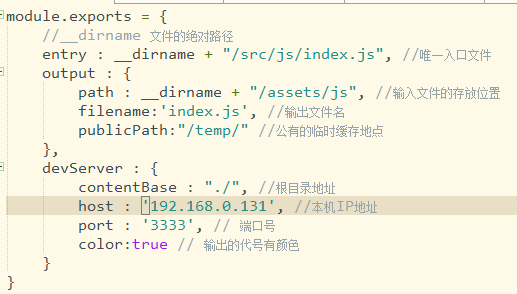 module.exports = {
//__dirname 文件的绝对路径
entry : __dirname + "/src/js/index.js", //唯一入口文件
output : {
path : __dirname + "/assets/js", //输入文件的存放位置
filename:'index.js', //输出文件名
publicPath:"/temp/" //公有的临时缓存地点
},
devServer : {
contentBase : "./", //根目录地址
host : '192.168.0.131', //本机IP地址
port : '3333', // 端口号
color:true // 输出的代号有颜色
}
}